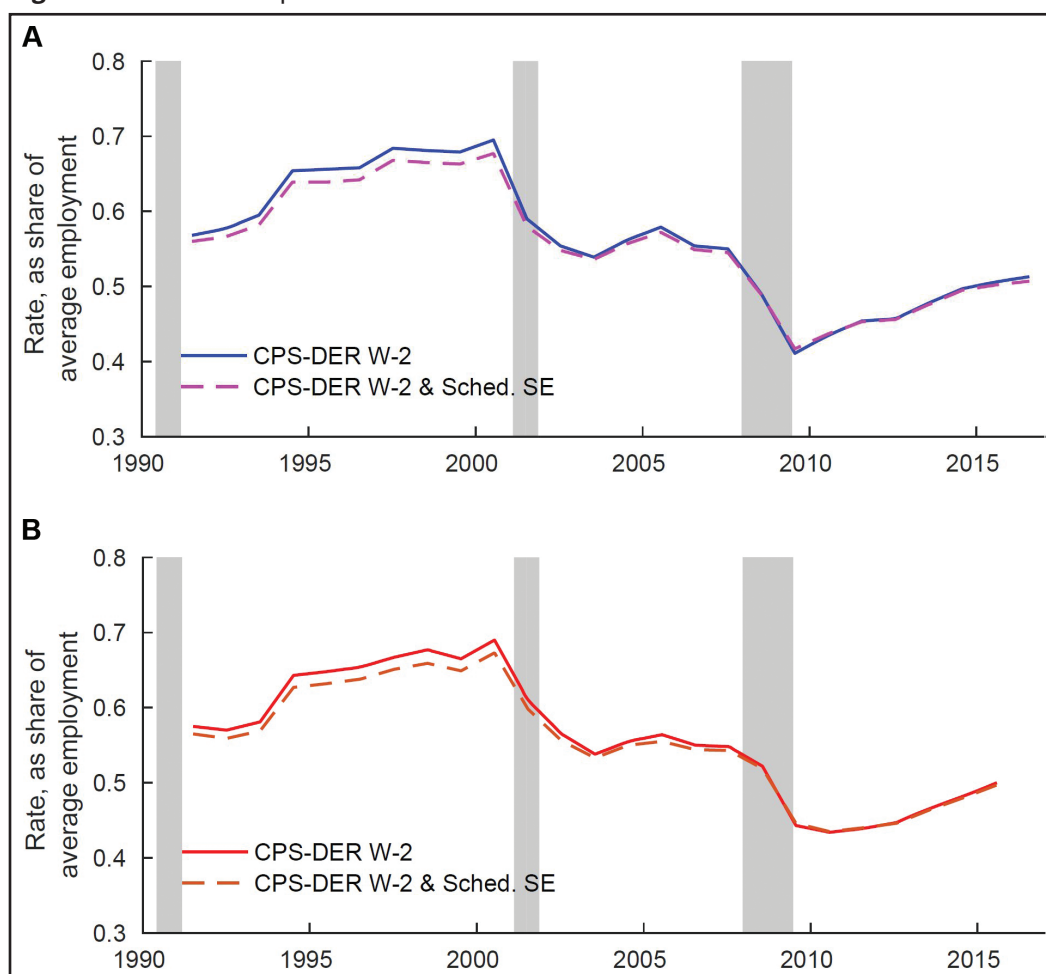 A
Rate, as share of
average employment
0.8
0.7
0.6
0.5
0.4
0.3
CPS-DER W-2
CPS-DER W-2 & Sched. SE
1990 1995 2000 2005 2010 2015
B
Rate, as share of
average employment
0.8
0.7
0.6
0.5
0.4
0.3
CPS-DER W-2
CPS-DER W-2 & Sched. SE
1990 1995 2000 2005 2010 2015